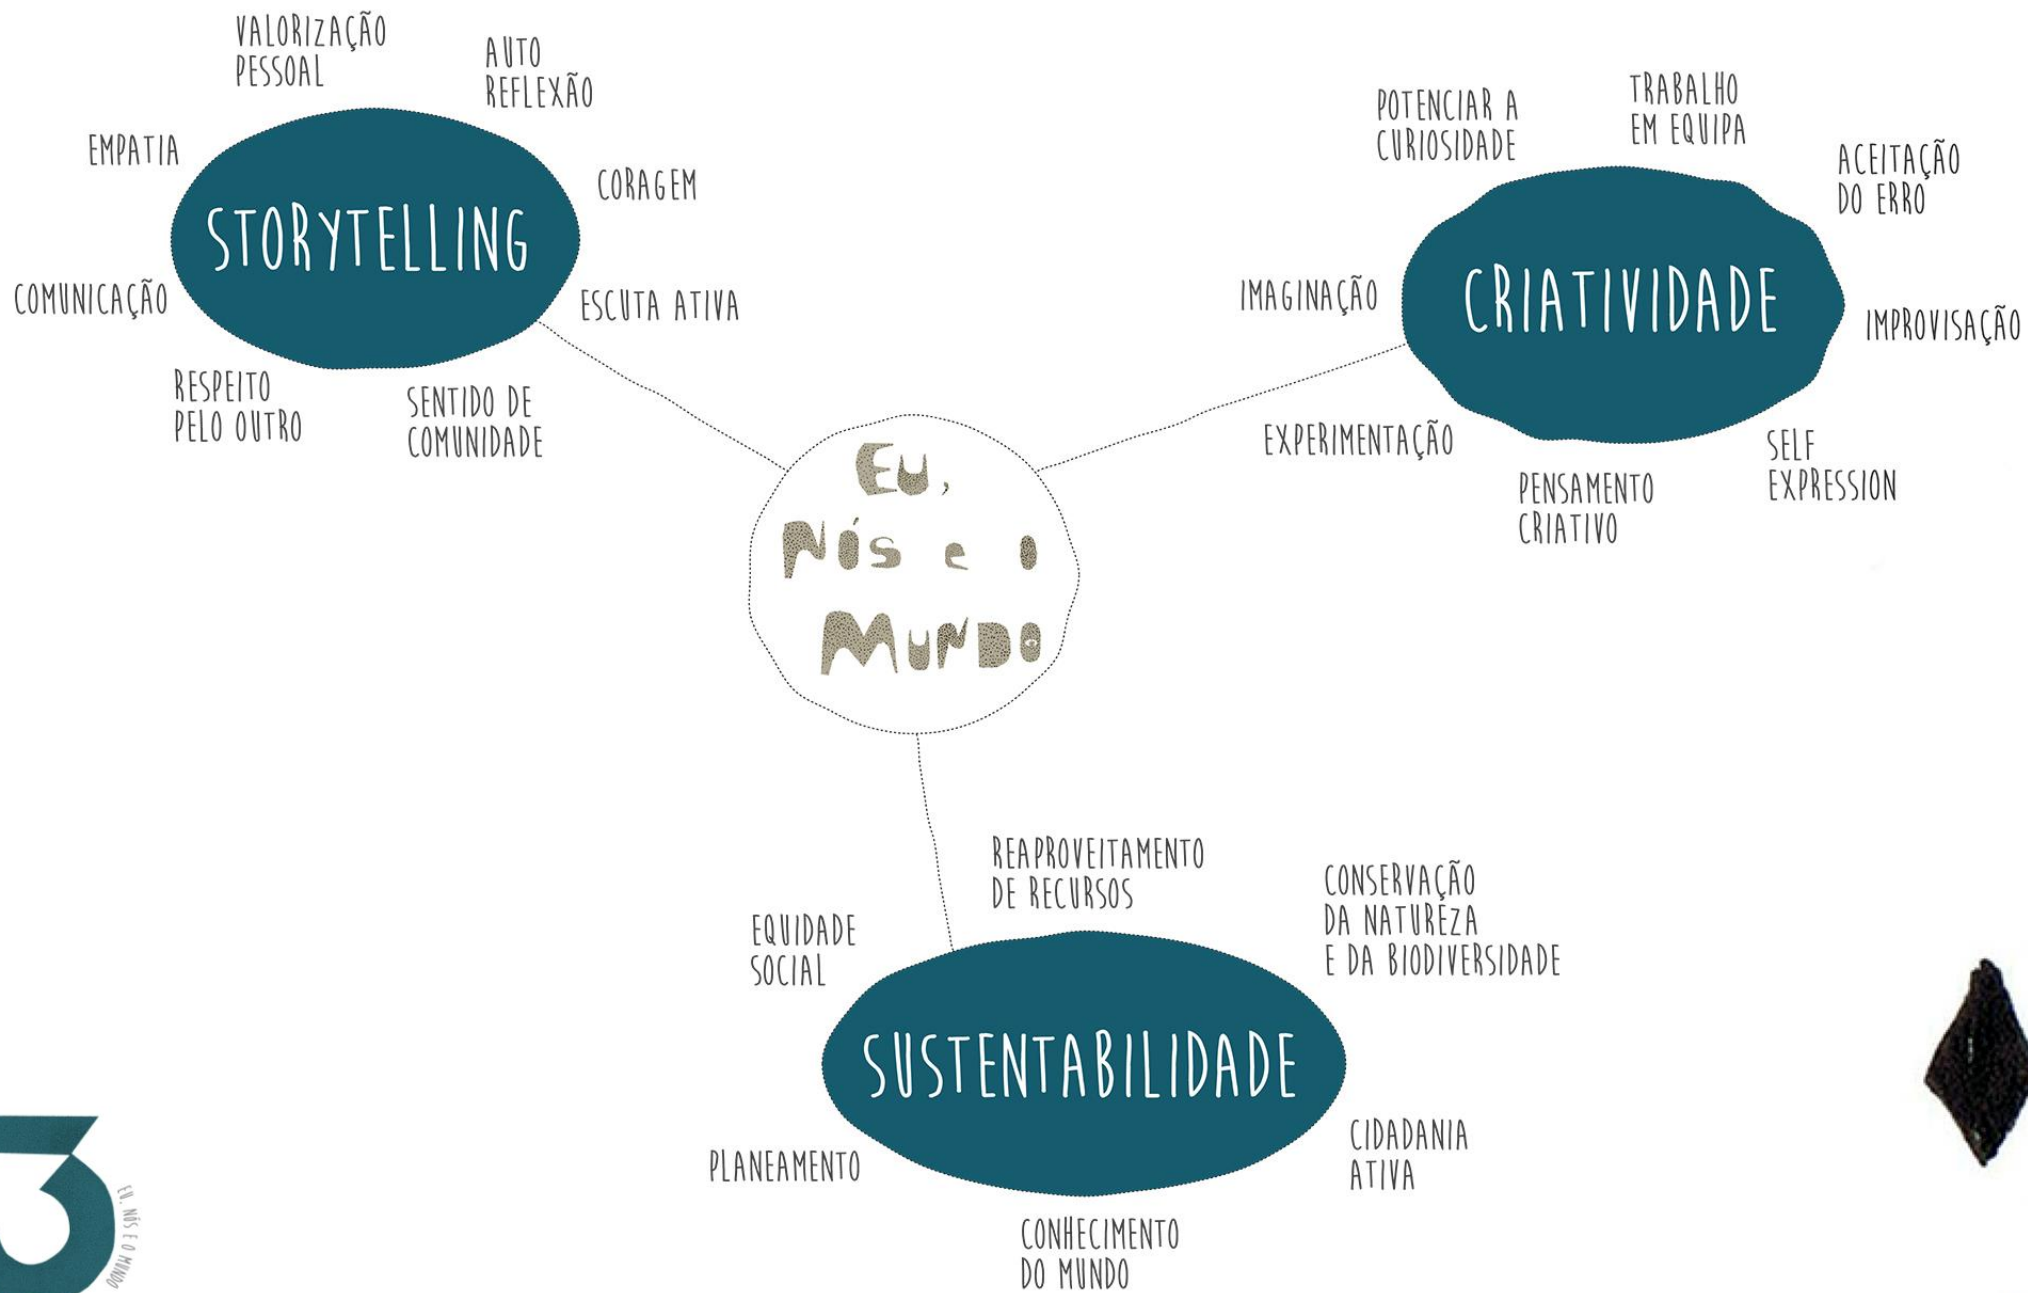 VALORIZAÇÃO
PESSOAL
AUTO
REFLEXÃO
EMPATIA
CORAGEM
STORYTELLING
COMUNICAÇÃO
ESCUTA ATIVA
RESPEITO
PELO OUTRO
SENTIDO DE
COMUNIDADE
POTENCIAR A
CURIOSIDADE
TRABALHO
EM EQUIPA
ACEITAÇÃO
DO ERRO
IMAGINAÇÃO
CRIATIVIDADE
IMPROVISAÇÃO
EXPERIMENTAÇÃO
SELF
EXPRESSION
PENSAMENTO
CRIATIVO
EU,
NÓS e O
MUNDO
REAPROVEITAMENTO
DE RECURSOS
CONSERVAÇÃO
DA NATUREZA
E DA BIODIVERSIDADE
EQUIDADE
SOCIAL
SUSTENTABILIDADE
PLANEAMENTO
CIDADANIA
ATIVA
CONHECIMENTO
DO MUNDO
3
EU, NÓS E O MUNDO